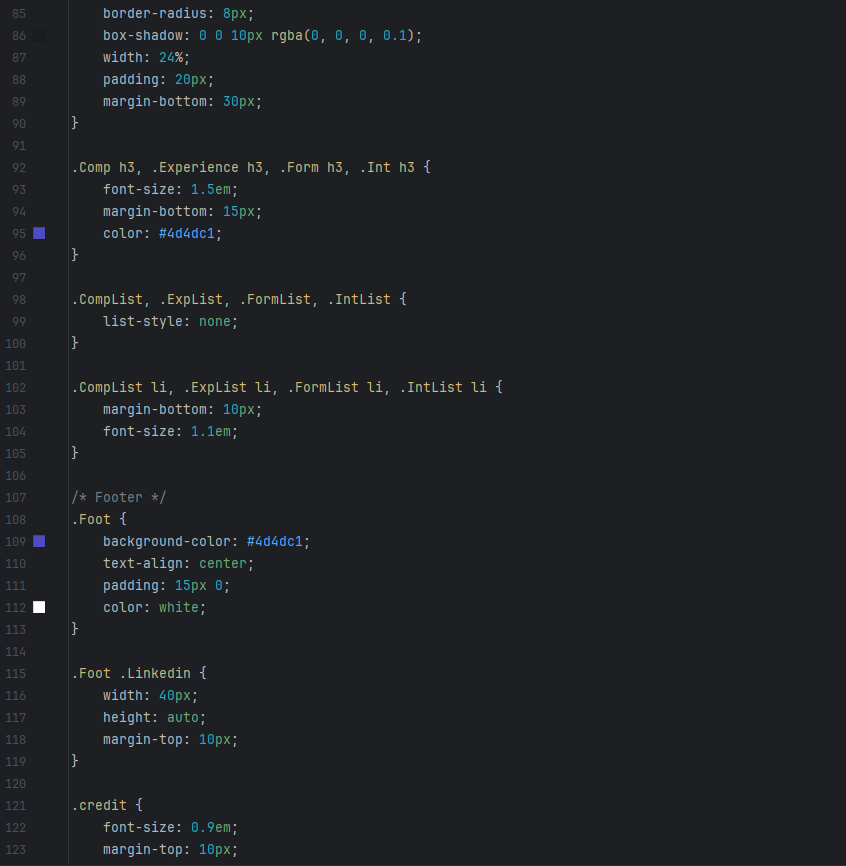 85 border-radius: 8px;
86 box-shadow: 0 0 10px rgba(0, 0, 0, 0.1);
87 width: 24%;
88 padding: 20px;
89 margin-bottom: 30px;
90 }
91
92 .Comp h3, .Experience h3, .Form h3, .Int h3 {
93 font-size: 1.5em;
94 margin-bottom: 15px;
95 color: #4d4dc1;
96 }
97
98 .CompList, .ExpList, .FormList, .IntList {
99 list-style: none;
100 }
101
102 .CompList li, .ExpList li, .FormList li, .IntList li {
103 margin-bottom: 10px;
104 font-size: 1.1em;
105 }
106
107 /* Footer */
108 .Foot {
109 background-color: #4d4dc1;
110 text-align: center;
111 padding: 15px 0;
112 color: white;
113 }
114
115 .Foot .Linkedin {
116 width: 40px;
117 height: auto;
118 margin-top: 10px;
119 }
120
121 .credit {
122 font-size: 0.9em;
123 margin-top: 10px;